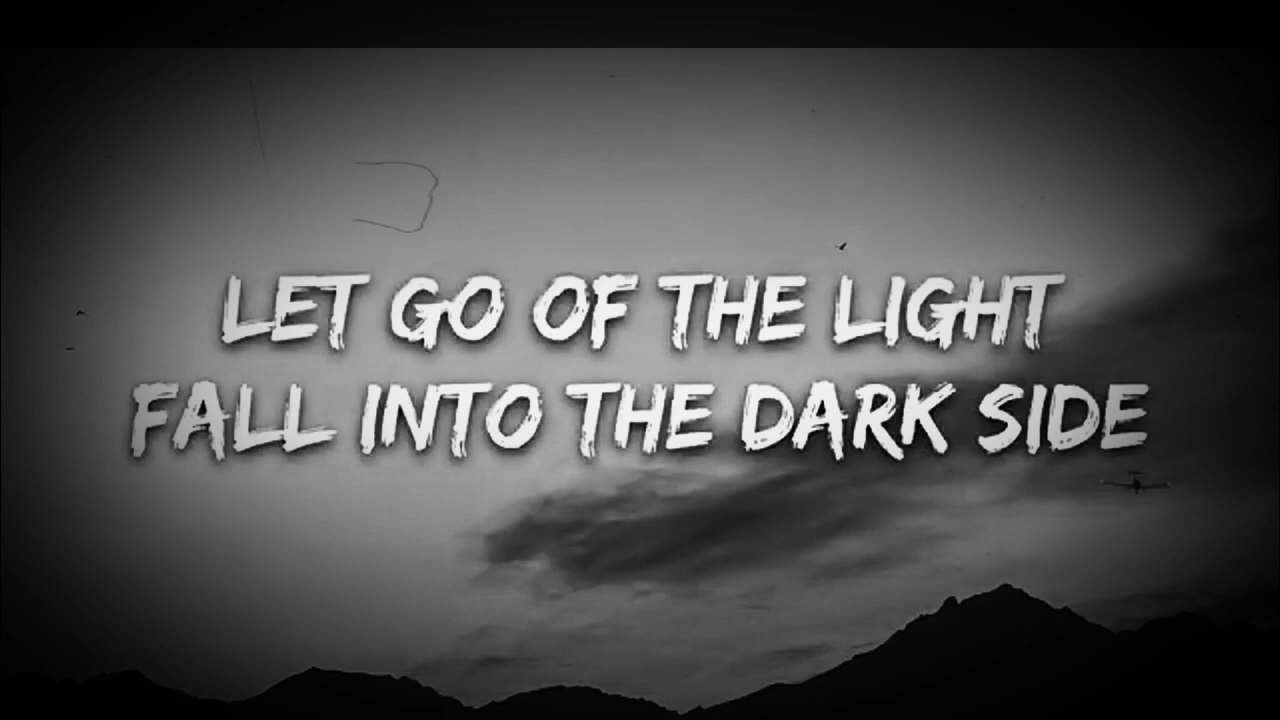 LET GO OF THE LIGHT
FALL INTO THE DARK SIDE